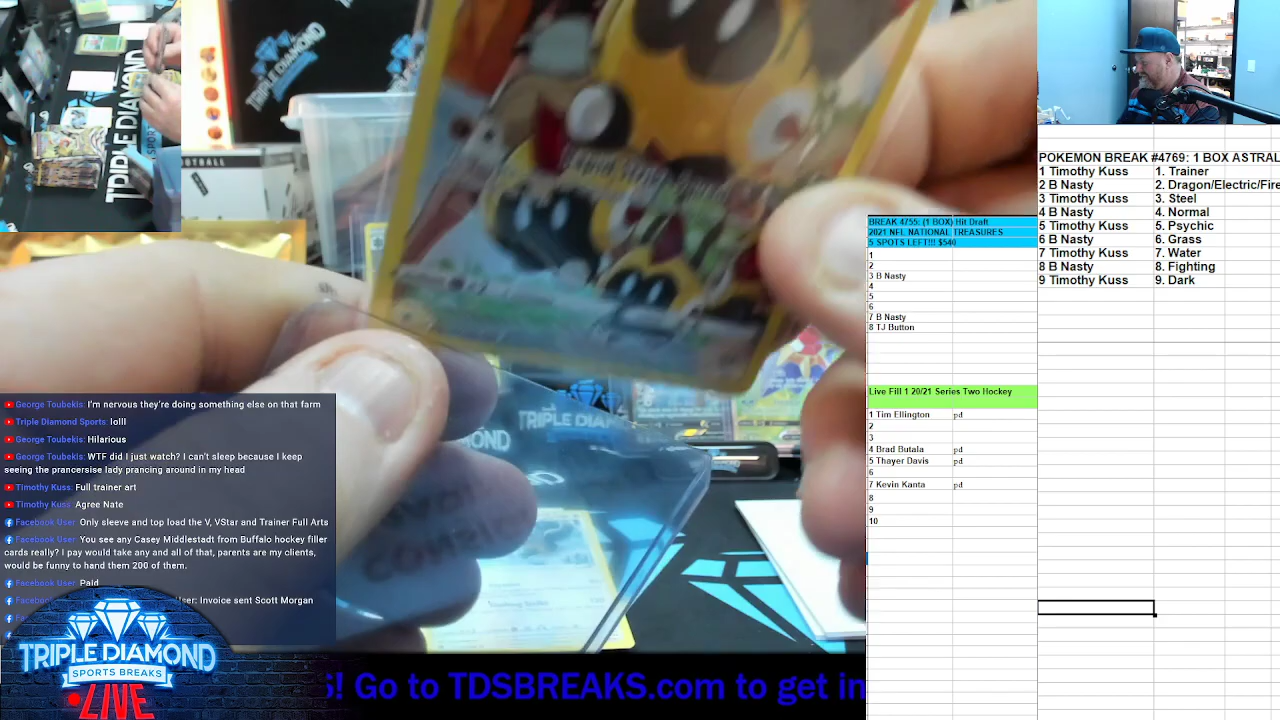 TRIPLE DIAMOND
SPORTS
TRIPLE DIAMOND
FOOTBALL
Rapid Strike
TRIPLE DIAMOND
George Toubekis: I'm nervous they're doing something else on that farm
Triple Diamond Sports: lolll
George Toubekis: Hilarious
George Toubekis: WTF did I just watch? I can't sleep because I keep
seeing the prancersise lady prancing around in my head
Timothy Kuss: Full trainer art
Timothy Kuss: Agree Nate
Facebook User: Only sleeve and top load the V, VStar and Trainer Full Arts
Facebook User: You see any Casey Middlestadt from Buffalo hockey filler
cards really? I pay would take any and all of that, parents are my clients,
would be funny to hand them 200 of them.
Facebook User: Paid
Invoice sent Scott Morgan
TRIPLE DIAMOND
SPORTS BREAKS
LIVE
S! Go to TDSBREAKS.com to get in
BREAK 4755: (1 BOX) Hit Draft
2021 NFL NATIONAL TREASURES
5 SPOTS LEFT!!! $540
1
2
3 B Nasty
4
5
6
7 B Nasty
8 TJ Button
Live Fill 1 20/21 Series Two Hockey
1 Tim Ellington pd
2
3
4 Brad Butala pd
5 Thayer Davis pd
6
7 Kevin Kanta pd
8
9
10
POKEMON BREAK #4769: 1 BOX ASTRAL
1 Timothy Kuss 1. Trainer
2 B Nasty 2. Dragon/Electric/Fire
3 Timothy Kuss 3. Steel
4 B Nasty 4. Normal
5 Timothy Kuss 5. Psychic
6 B Nasty 6. Grass
7 Timothy Kuss 7. Water
8 B Nasty 8. Fighting
9 Timothy Kuss 9. Dark